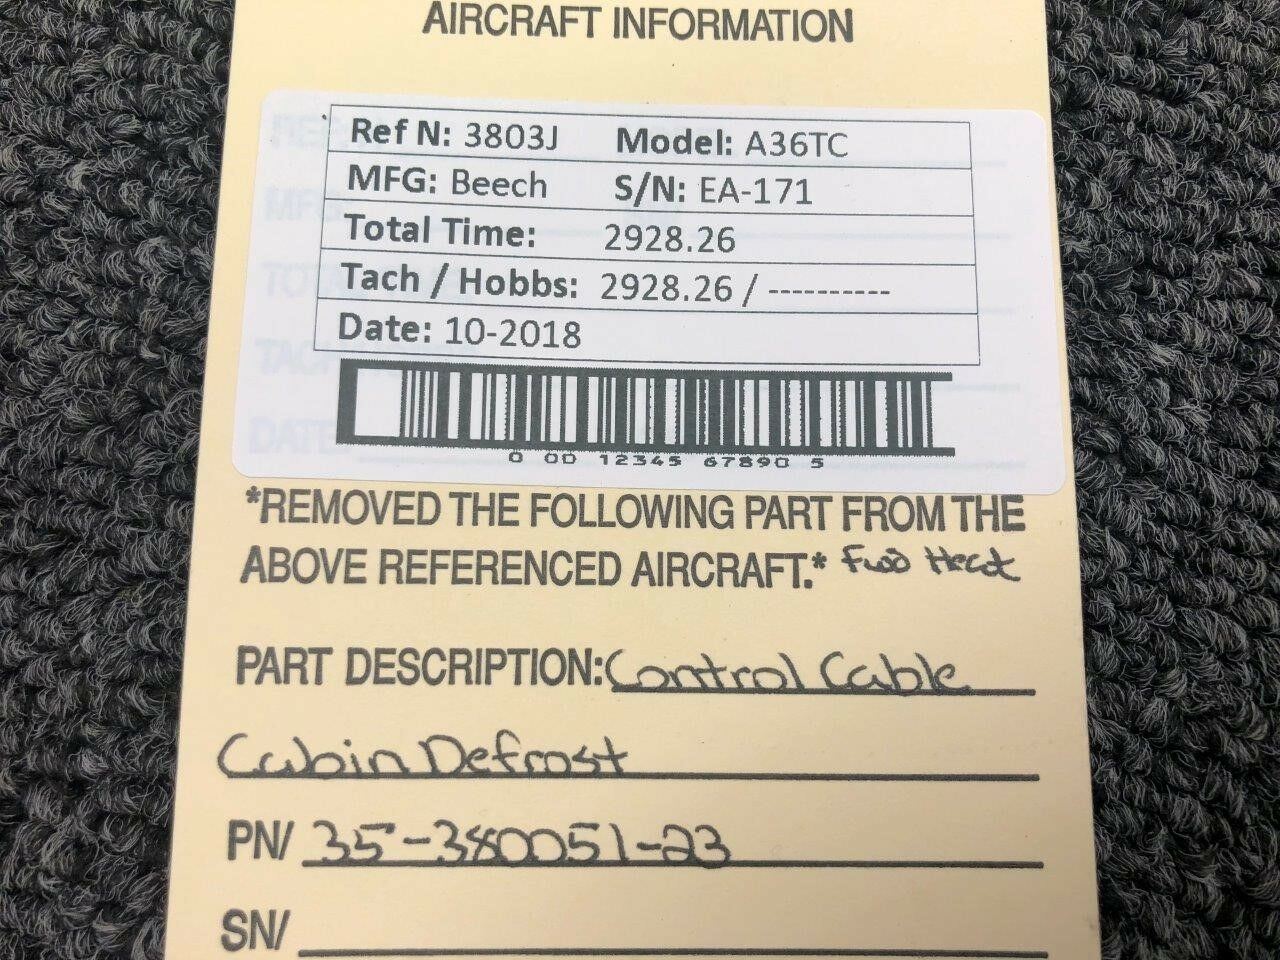 AIRCRAFT INFORMATION
Ref N: 3803J Model: A36TC
MFG: Beech S/N: EA-171
Total Time: 2928.26
Tach / Hobbs: 2928.26 / ----------
Date: 10-2018
0 00 12345 67890 5
*REMOVED THE FOLLOWING PART FROM THE
ABOVE REFERENCED AIRCRAFT.* Fwd Heat
PART DESCRIPTION: Control Cable
Cabin Defrost
PN/ 35-380051-23
SN/